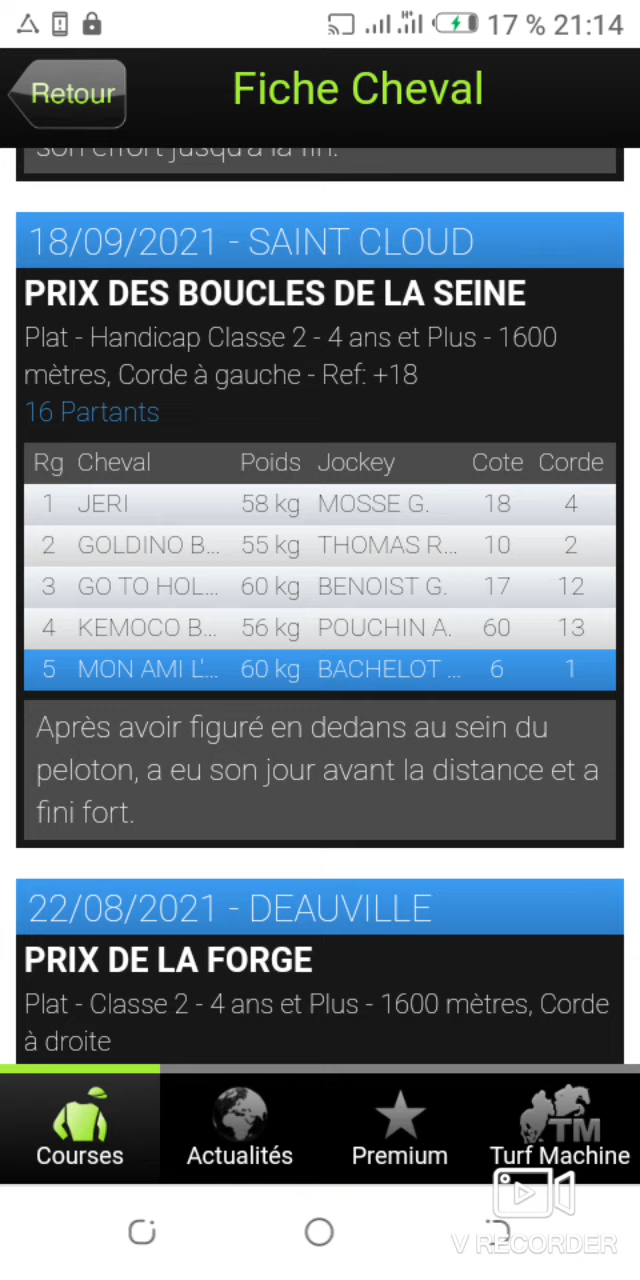 17 % 21:14
Retour
Fiche Cheval
son effort jusqu'à la fin.
18/09/2021 - SAINT CLOUD
PRIX DES BOUCLES DE LA SEINE
Plat - Handicap Classe 2 - 4 ans et Plus - 1600
mètres, Corde à gauche - Ref: +18
16 Partants
Rg Cheval Poids Jockey Cote Corde
1 JERI 58 kg MOSSE G. 18 4
2 GOLDINO B... 55 kg THOMAS R... 10 2
3 GO TO HOL... 60 kg BENOIST G. 17 12
4 KEMOCO B... 56 kg POUCHIN A. 60 13
5 MON AMI L'... 60 kg BACHELOT ... 6 1
Après avoir figuré en dedans au sein du
peloton, a eu son jour avant la distance et a
fini fort.
22/08/2021 - DEAUVILLE
PRIX DE LA FORGE
Plat - Classe 2 - 4 ans et Plus - 1600 mètres, Corde
à droite
Courses Actualités Premium Turf Machine
TM
V RECORDER